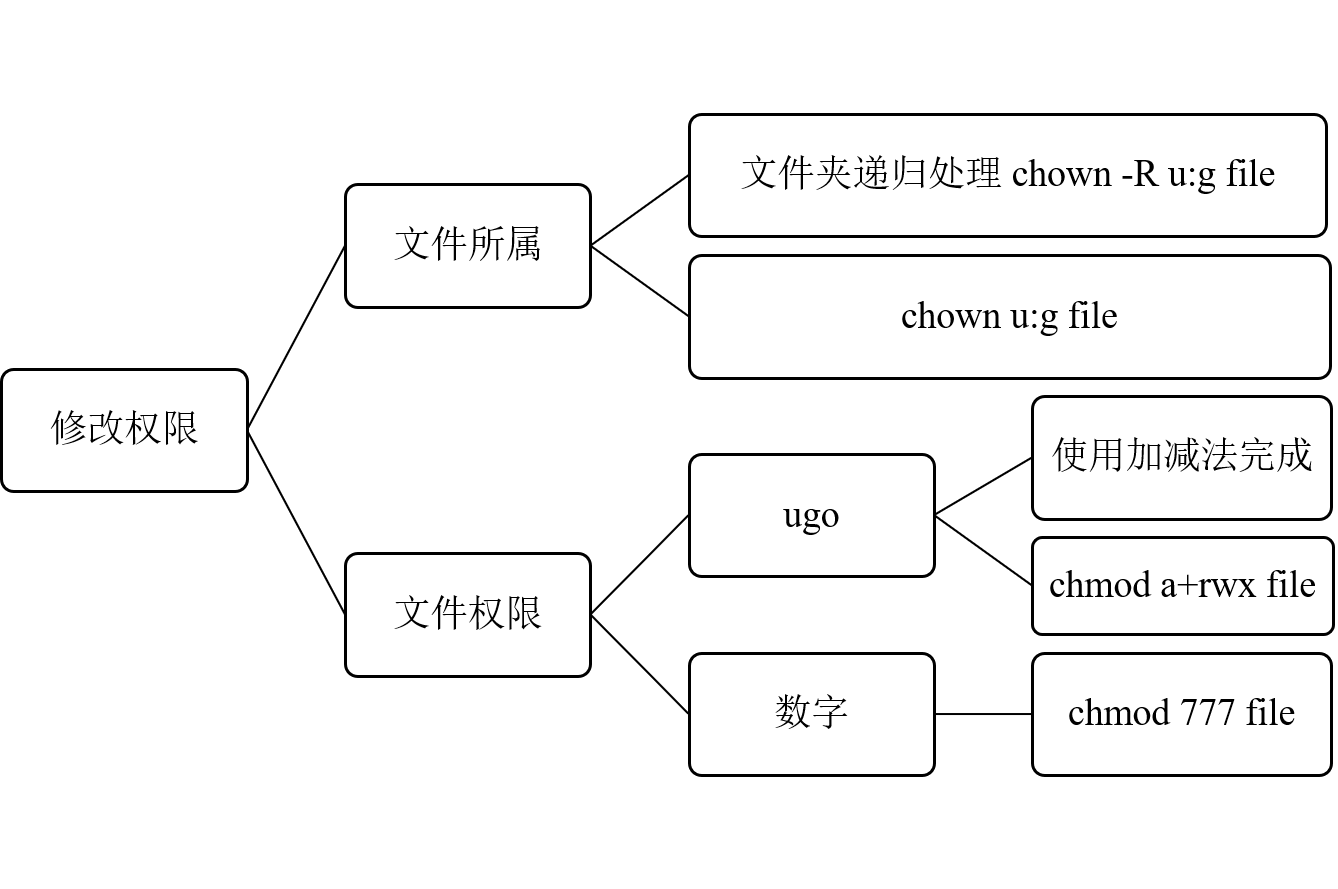 修改权限
文件所属
文件夹递归处理 chown -R u:g file
chown u:g file
文件权限
ugo
使用加减法完成
chmod a+rwx file
数字
chmod 777 file